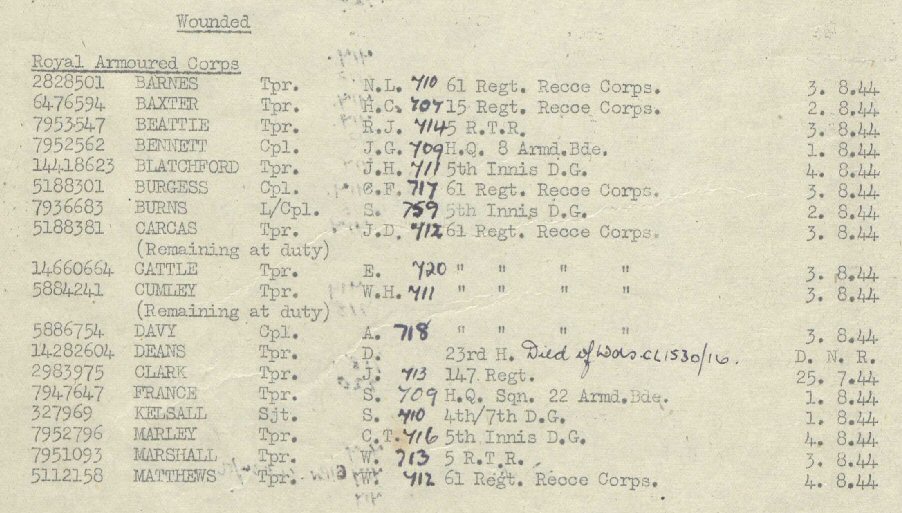 Wounded
Royal Armoured Corps
2828501 BARNES Tpr. N.L. 710 61 Regt. Recce Corps. 3. 8.44
6476594 BAXTER Tpr. H.C. 707 15 Regt. Recce Corps. 2. 8.44
7953547 BEATTIE Tpr. R.J. 714 5 R.T.R. 3. 8.44
7952562 BENNETT Cpl. J.G. 709 H.Q. 8 Armd.Bde. 1. 8.44
14418623 BLATCHFORD Tpr. J.H. 711 5th Innis D.G. 4. 8.44
5188301 BURGESS Cpl. F. 717 61 Regt. Recce Corps. 3. 8.44
7936683 BURNS L/Cpl. S. 759 5th Innis D.G. 2. 8.44
5188381 CARCAS Tpr. J.D. 712 61 Regt. Recce Corps. 3. 8.44
(Remaining at duty)
14660664 CATTLE Tpr. E. 720 " " " " 3. 8.44
5884241 CUMLEY Tpr. W.H. 711 " " " " 3. 8.44
(Remaining at duty)
5886754 DAVY Cpl. A. 718 " " " " 3. 8.44
14282604 DEANS Tpr. D. 23rd H. Died of Wds CL1530/16. D. N. R.
2983975 CLARK Tpr. J. 713 147 Regt. 25. 7.44
7947647 FRANCE Tpr. S. 709 H.Q. Sqn. 22 Armd.Bde. 1. 8.44
327969 KELSALL Sjt. S. 710 4th/7th D.G. 1. 8.44
7952796 MARLEY Tpr. C.T. 716 5th Innis D.G. 4. 8.44
7951093 MARSHALL Tpr. W. 713 5 R.T.R. 3. 8.44
5112158 MATTHEWS Tpr. W. 712 61 Regt. Recce Corps. 4. 8.44